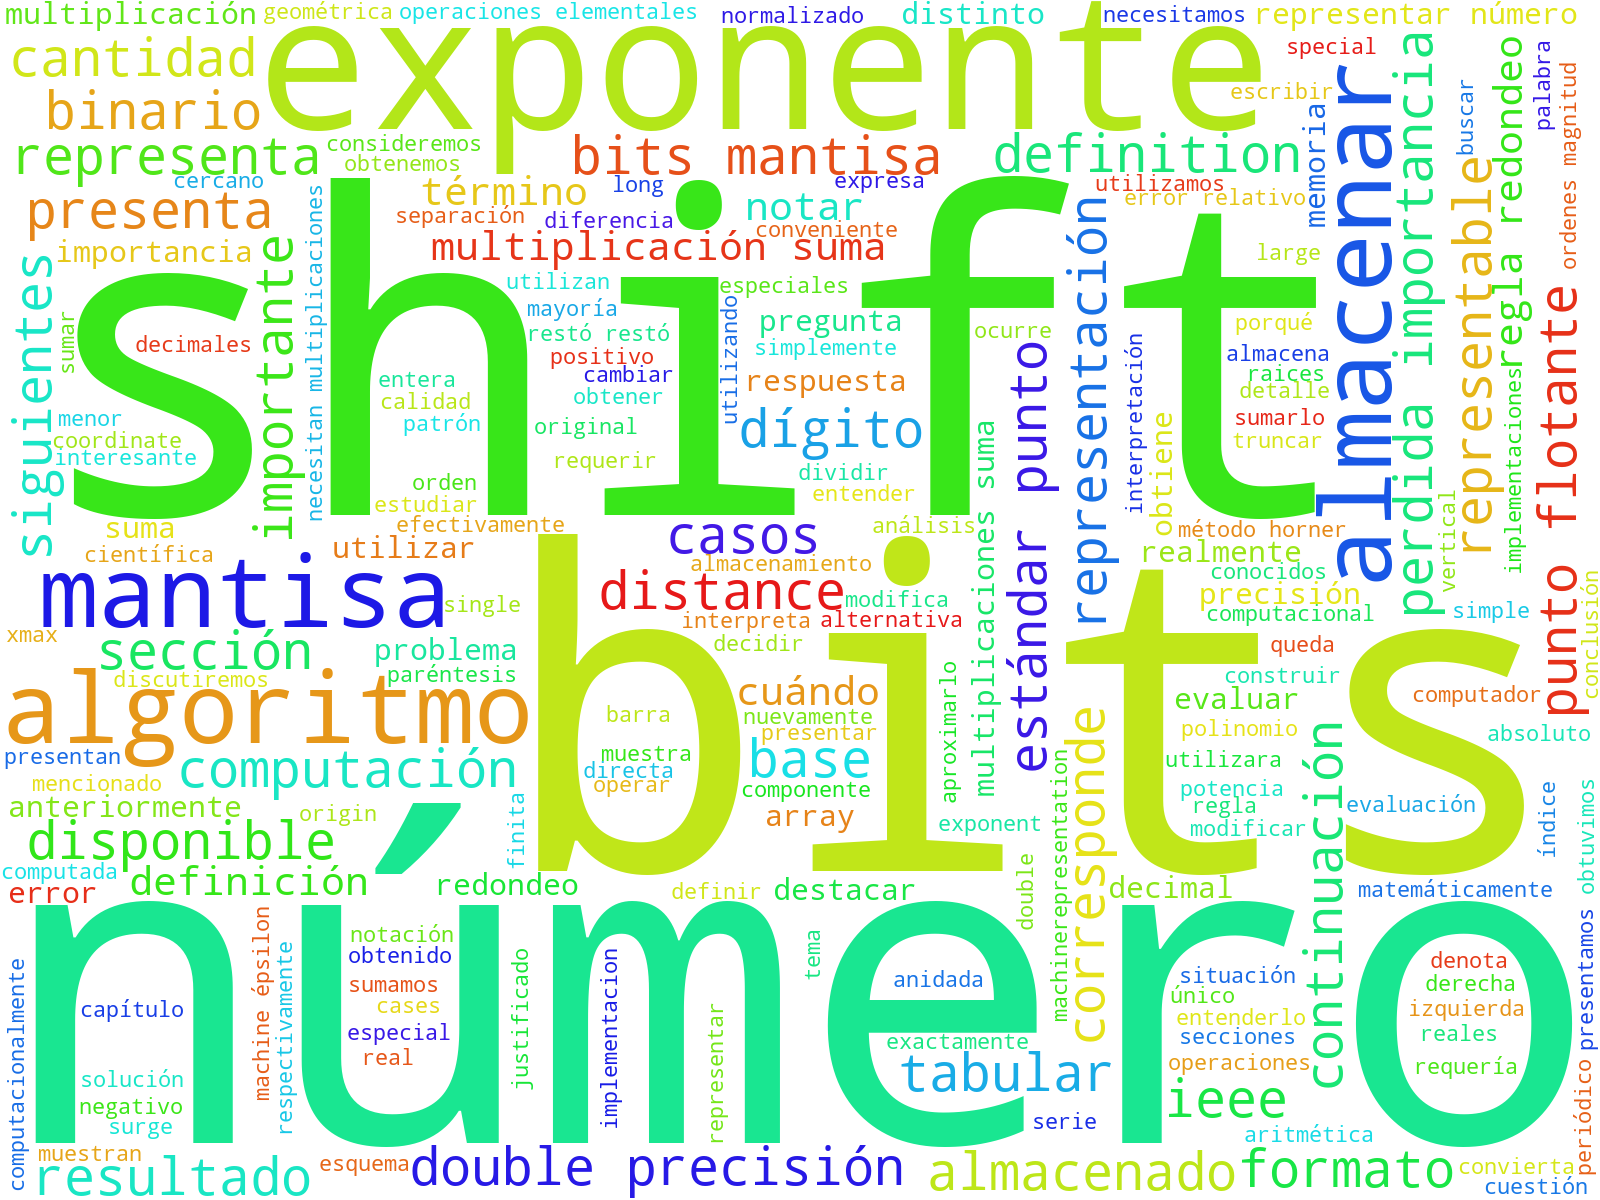 multiplicación
geométrica
operaciones elementales
normalizado
distinto
necesitamos
representar número
cantidad
exponente
special
binario
escribir
representa
consideremos
obtenemos
bits mantisa
definition
almacenar
perdida importancia
regla redondeo
palabra
buscar
memoria
ordenes magnitud
cercano
término
long
expresa
utilizamos
error relativo
presenta
separación
diferencia
notar
conveniente
importancia
multiplicación suma
large
shift
siguientes
importante
necesitan multiplicaciones
utilizan
especiales
mayoría
utilizando
pregunta
ocurre
porqué
sumar
decimales
restó restó
positivo
simplemente
almacena
entera
cambiar
respuesta
raices
calidad
obtener
detalle
menor
patrón
original
dígito
sumarlo
coordinate
interesante
requerir
dividir
truncar
orden
estudiar
entender
representación
interpretación
obtiene
representable
implementaciones
punto flotante
suma
efectivamente
casos
análisis
método horner
científica
utilizar
almacenamiento
realmente
vertical
mantisa
distance
modifica
conocidos
precisión
single
interpreta
alternativa
computacional
simple
conclusión
xmax
sección
problema
decidir
queda
paréntesis
discutiremos
construir
algoritmo
bits
cuándo
evaluar
computador
barra
nuevamente
presentar
polinomio
absoluto
presentan
muestra
base
utilizara
computación
directa
operar
componente
potencia
mencionado
aproximarlo
multiplicaciones suma
estándar punto
machinerepresentation
corresponde
continuación
anteriormente
origin
array
regla
evaluación
modificar
exponent
disponible
finita
índice
obtuvimos
computada
definición
redondeo
definir
destacar
double
decimal
matemáticamente
error
número
notación
obtenido
tema
denota
capítulo
sumamos
anidada
situación
derecha
cases
único
izquierda
especial
entenderlo
real
exactamente
secciones
reales
computacionalmente
machine épsilon
respectivamente
justificado
implementacion
representar
presentamos
solución
tabular
operaciones
requería
negativo
ieee
surge
serie
aritmética
periódico
muestran
resultado
esquema
double precisión
almacenado
formato
convierta
cuestión